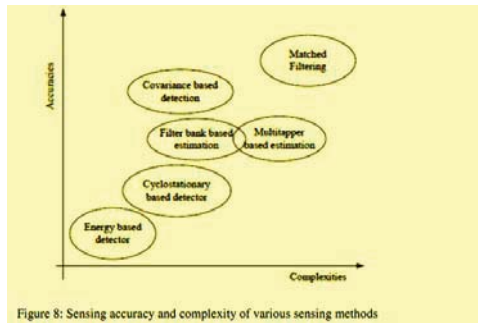 Accuracies
Matched
Filtering
Covariance based
detection
Filter bank based
estimation
Multitapper
based estimation
Cyclostationary
based detector
Energy based
detector
Complexities
Figure 8: Sensing accuracy and complexity of various sensing methods